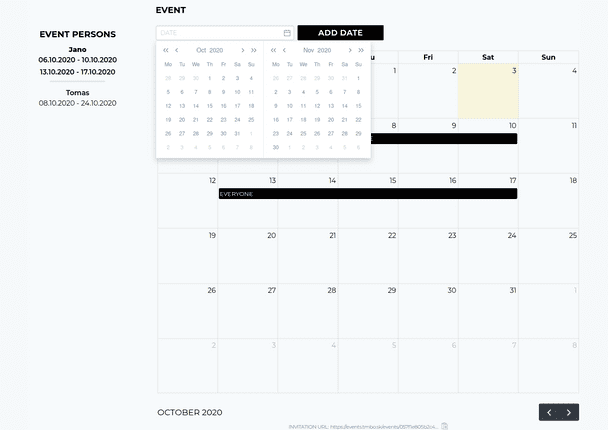 EVENT
EVENT PERSONS
Jano
06.10.2020 - 10.10.2020
13.10.2020 - 17.10.2020
Tomas
08.10.2020 - 24.10.2020
DATE
ADD DATE
Oct 2020
Mo Tu We Th Fr Sa Su
28 29 30 1 2 3 4
5 6 7 8 9 10 11
12 13 14 15 16 17 18
19 20 21 22 23 24 25
26 27 28 29 30 31 1
2 3 4 5 6 7 8
Nov 2020
Mo Tu We Th Fr Sa Su
26 27 28 29 30 31 1
2 3 4 5 6 7 8
9 10 11 12 13 14 15
16 17 18 19 20 21 22
23 24 25 26 27 28 29
30 1 2 3 4 5 6
Fri Sat Sun
1 2 3 4
8 9 10 11
12 13 14 15 16 17 18
EVERYONE
19 20 21 22 23 24 25
26 27 28 29 30 31 1
2 3 4 5 6 7 8
OCTOBER 2020
INVITATION URL: